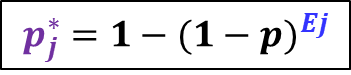 p*j = 1 − (1 − p)^Ej